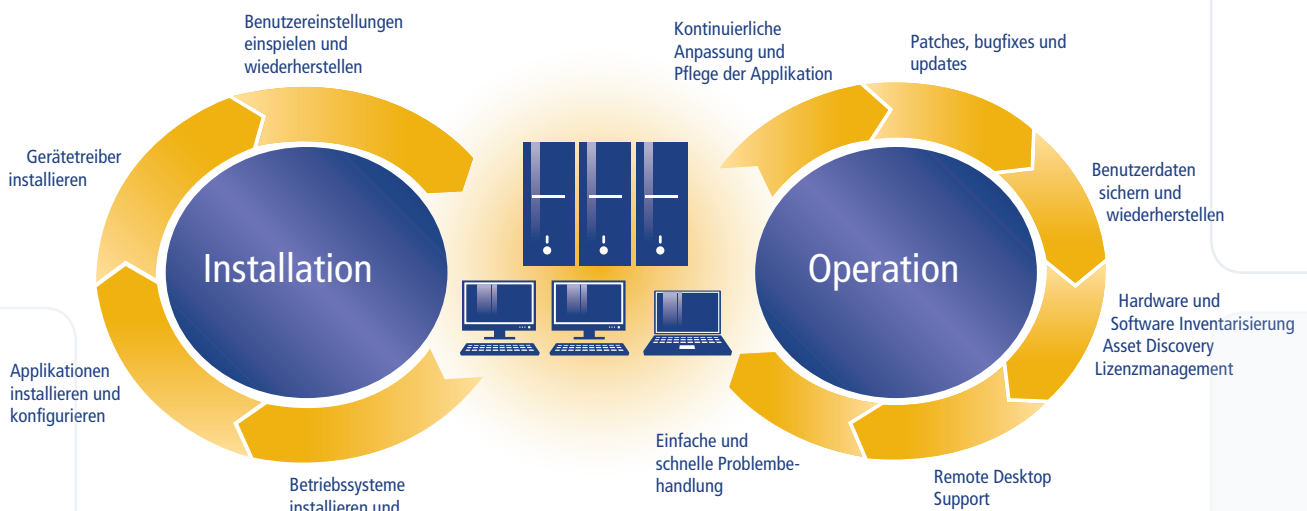 Benutzereinstellungen
einspielen und
wiederherstellen
Gerätetreiber
installieren
Installation
Applikationen
installieren und
konfigurieren
Betriebssysteme
installieren und
Kontinuierliche
Anpassung und
Pflege der Applikation
Patches, bugfixes und
updates
Benutzerdaten
sichern und
wiederherstellen
Operation
Hardware und
Software Inventarisierung
Asset Discovery
Lizenzmanagement
Einfache und
schnelle Problembe-
handlung
Remote Desktop
Support